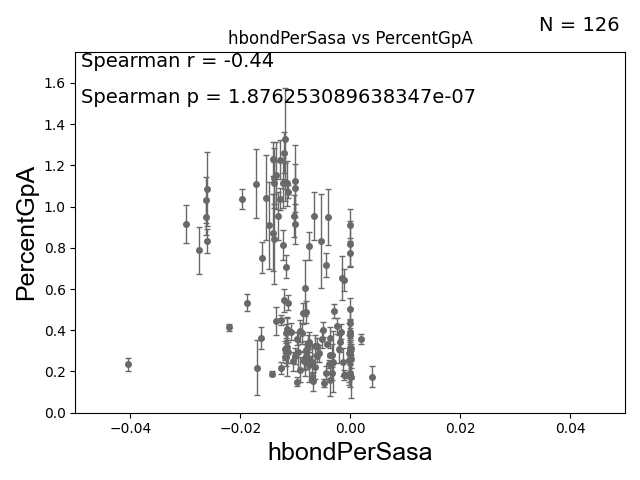 N = 126
hbondPerSasa vs PercentGpA
Spearman r = -0.44
Spearman p = 1.876253089638347e-07
PercentGpA
1.6
1.4
1.2
1.0
0.8
0.6
0.4
0.2
0.0
−0.04 −0.02 0.00 0.02 0.04
hbondPerSasa